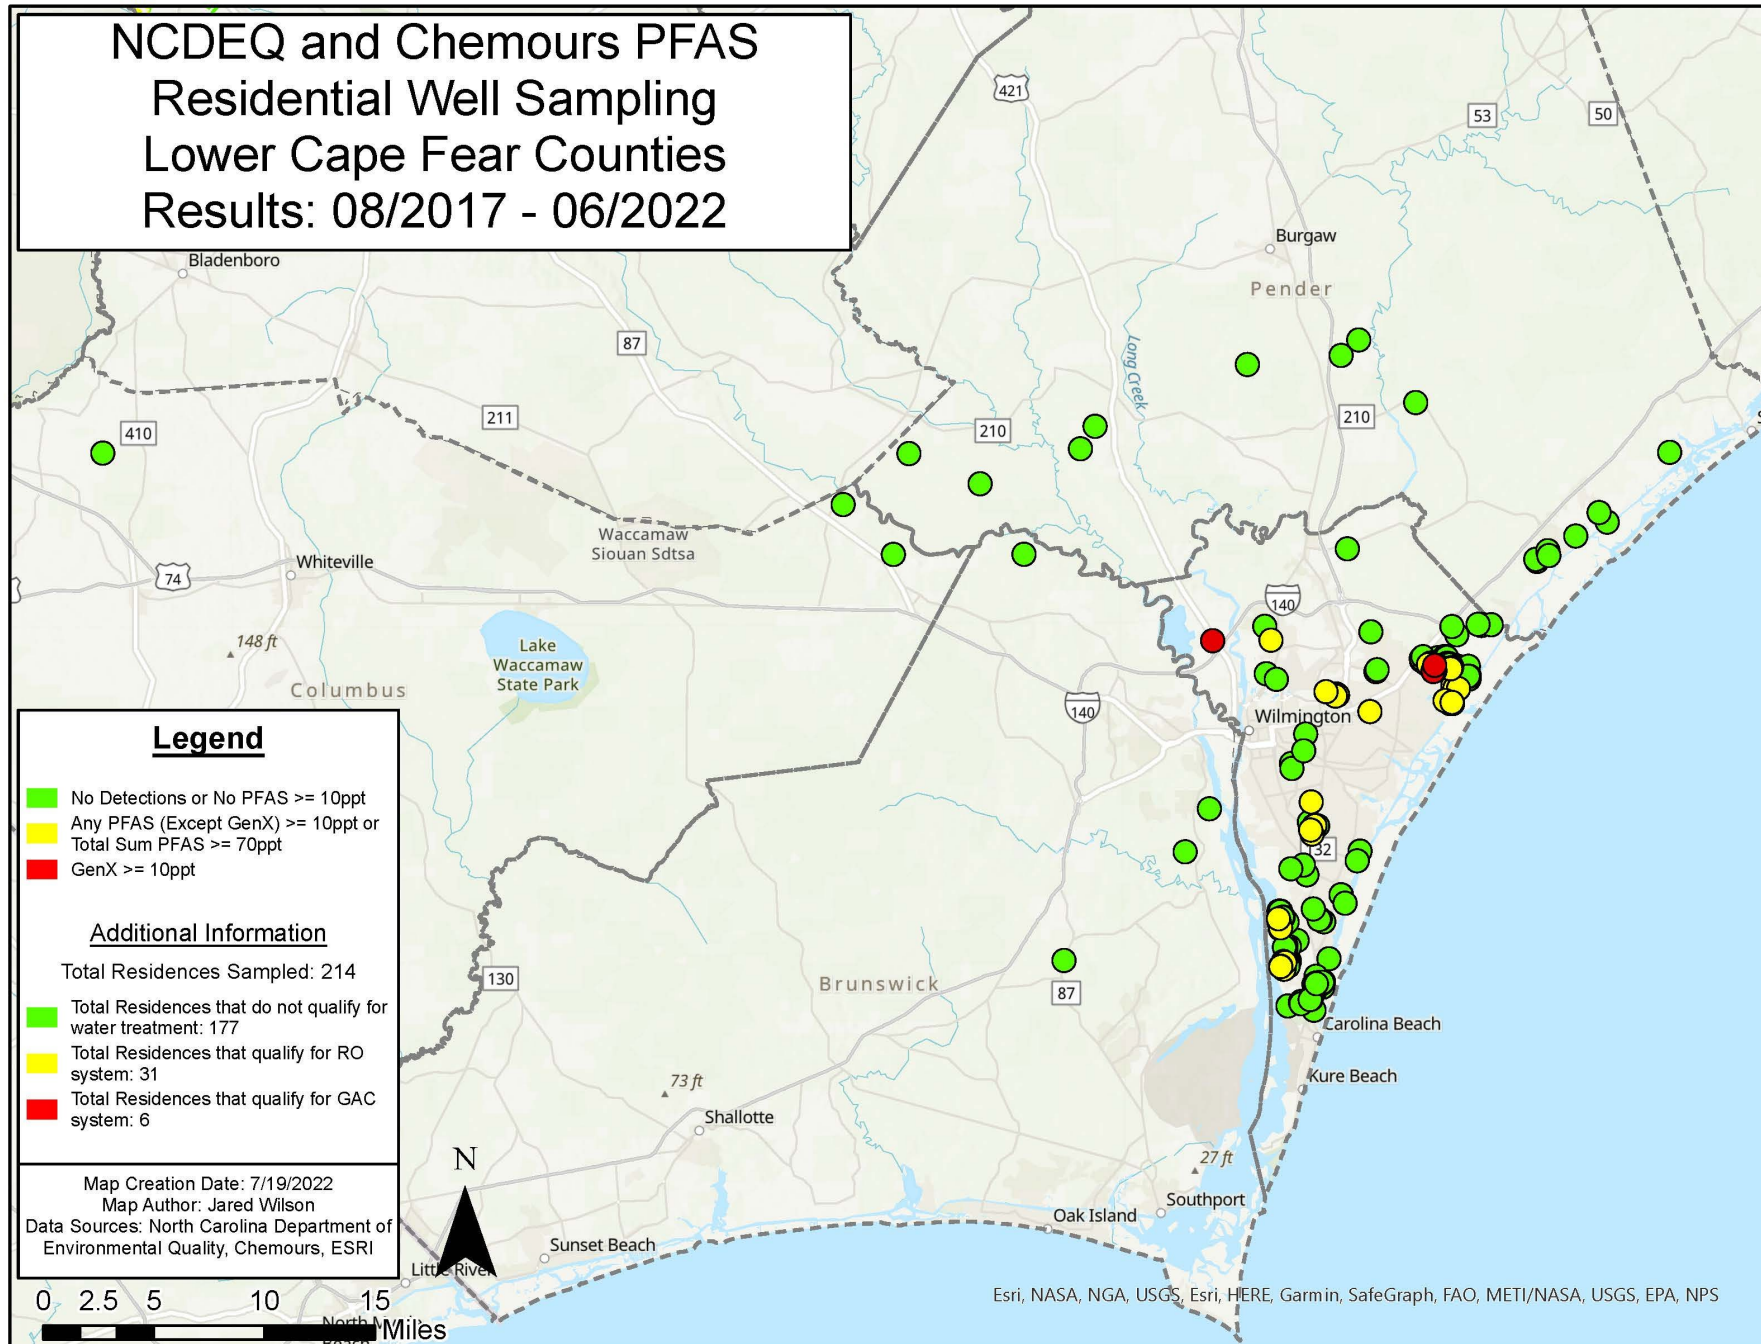 NCDEQ and Chemours PFAS
Residential Well Sampling
Lower Cape Fear Counties
Results: 08/2017 - 06/2022
421
53
50
Burgaw
Pender
Bladenboro
87
Long Creek
211
410
210
210
Waccamaw
Siouan Sdtsa
Whiteville
74
140
148 ft
Lake
Waccamaw
State Park
Columbus
140
Wilmington
132
Brunswick
130
87
Carolina Beach
Kure Beach
73 ft
Shallotte
27 ft
Southport
Oak Island
Sunset Beach
Little River
Legend
No Detections or No PFAS >= 10ppt
Any PFAS (Except GenX) >= 10ppt or
Total Sum PFAS >= 70ppt
GenX >= 10ppt
Additional Information
Total Residences Sampled: 214
Total Residences that do not qualify for
water treatment: 177
Total Residences that qualify for RO
system: 31
Total Residences that qualify for GAC
system: 6
Map Creation Date: 7/19/2022
Map Author: Jared Wilson
Data Sources: North Carolina Department of
Environmental Quality, Chemours, ESRI
N
0 2.5 5 10 15
Miles
North
Esri, NASA, NGA, USGS, Esri, HERE, Garmin, SafeGraph, FAO, METI/NASA, USGS, EPA, NPS